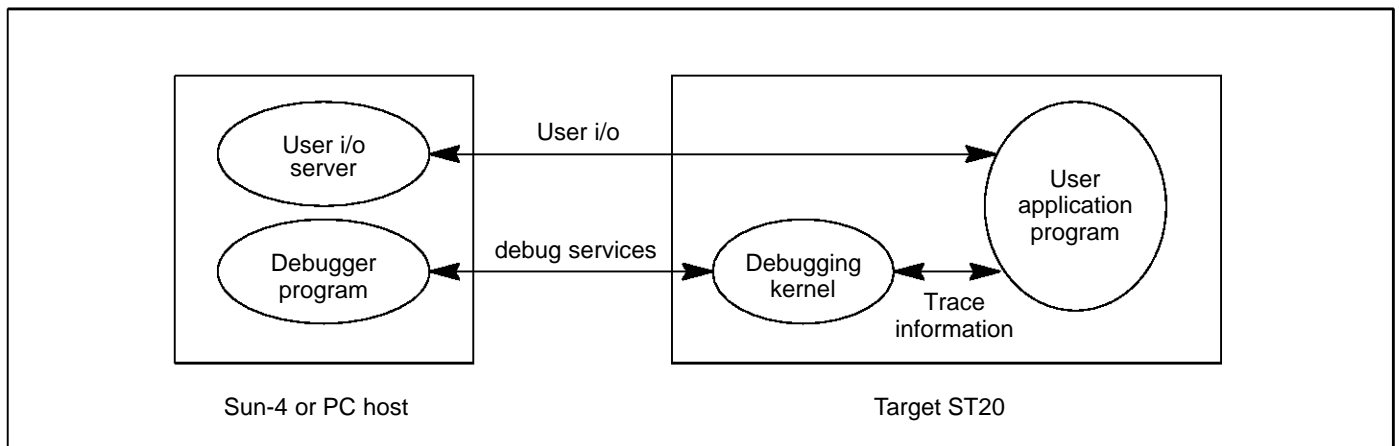 User i/o
server
User i/o
User
application
program
Debugger
program
debug services
Debugging
kernel
Trace
information
Sun-4 or PC host
Target ST20